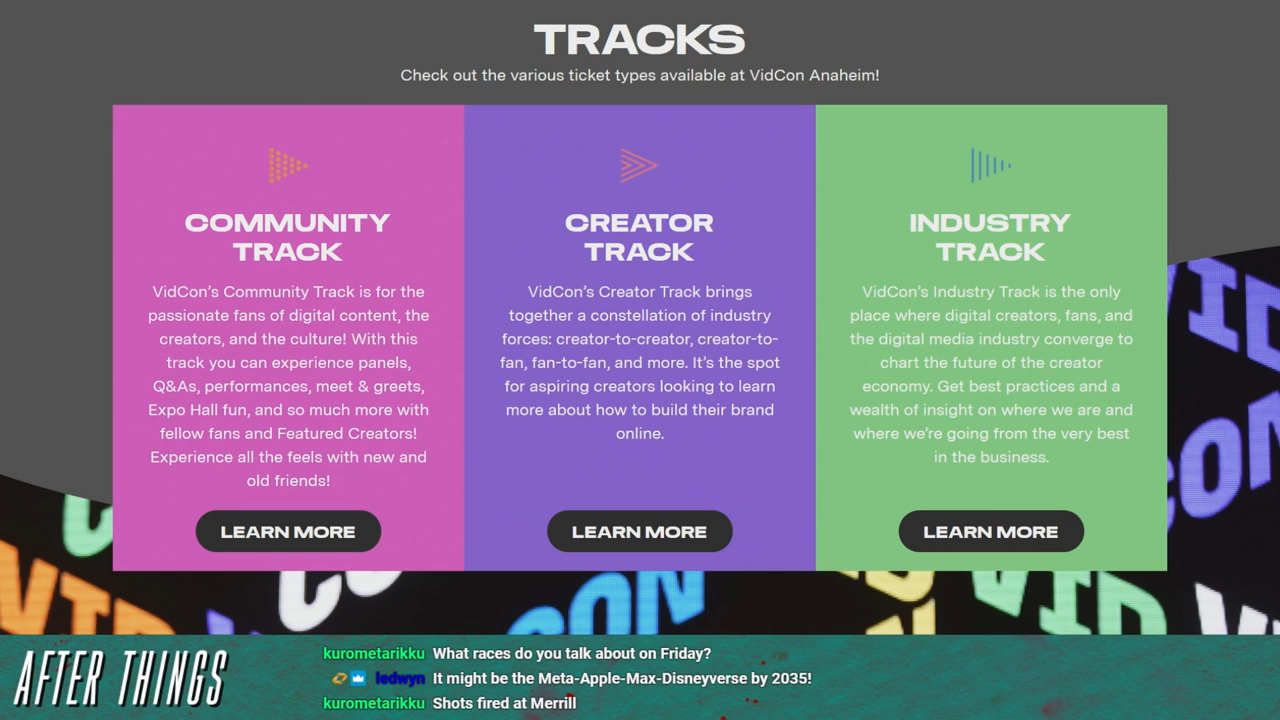 TRACKS
Check out the various ticket types available at VidCon Anaheim!
COMMUNITY
TRACK
VidCon's Community Track is for the
passionate fans of digital content, the
creators, and the culture! With this
track you can experience panels,
Q&As, performances, meet & greets,
Expo Hall fun, and so much more with
fellow fans and Featured Creators!
Experience all the feels with new and
old friends!
LEARN MORE
CREATOR
TRACK
VidCon's Creator Track brings
together a constellation of industry
forces: creator-to-creator, creator-to-
fan, fan-to-fan, and more. It's the spot
for aspiring creators looking to learn
more about how to build their brand
online.
LEARN MORE
INDUSTRY
TRACK
VidCon's Industry Track is the only
place where digital creators, fans, and
the digital media industry converge to
chart the future of the creator
economy. Get best practices and a
wealth of insight on where we are and
where we're going from the very best
in the business.
LEARN MORE
VID
CON
CON
VID
AFTER THINGS
kurometarikku What races do you talk about on Friday?
ledwyn It might be the Meta-Apple-Max-Disneyverse by 2035!
kurometarikku Shots fired at Merrill